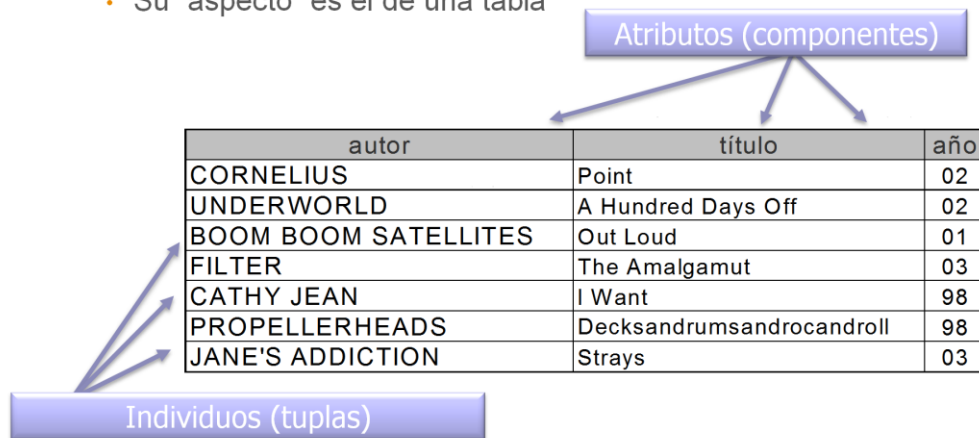 • Su "aspecto" es el de una tabla
Atributos (componentes)
autor título año
CORNELIUS Point 02
UNDERWORLD A Hundred Days Off 02
BOOM BOOM SATELLITES Out Loud 01
FILTER The Amalgamut 03
CATHY JEAN I Want 98
PROPELLERHEADS Decksandrumsandrocandroll 98
JANE'S ADDICTION Strays 03
Individuos (tuplas)